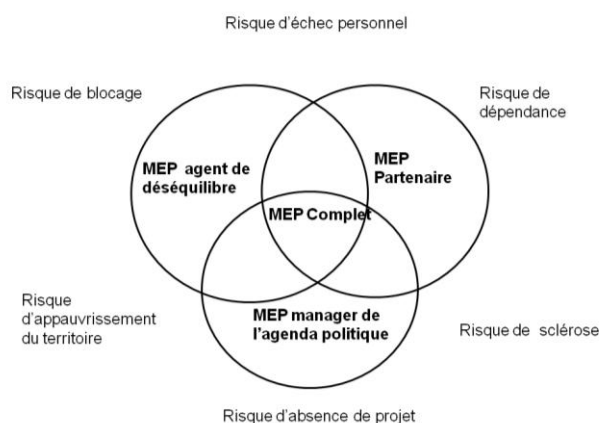 Risque d'échec personnel
Risque de blocage
Risque de
dépendance
MEP agent de
déséquilibre
MEP
Partenaire
MEP Complet
Risque
d'appauvrissement
du territoire
MEP manager de
l'agenda politique
Risque de sclérose
Risque d'absence de projet